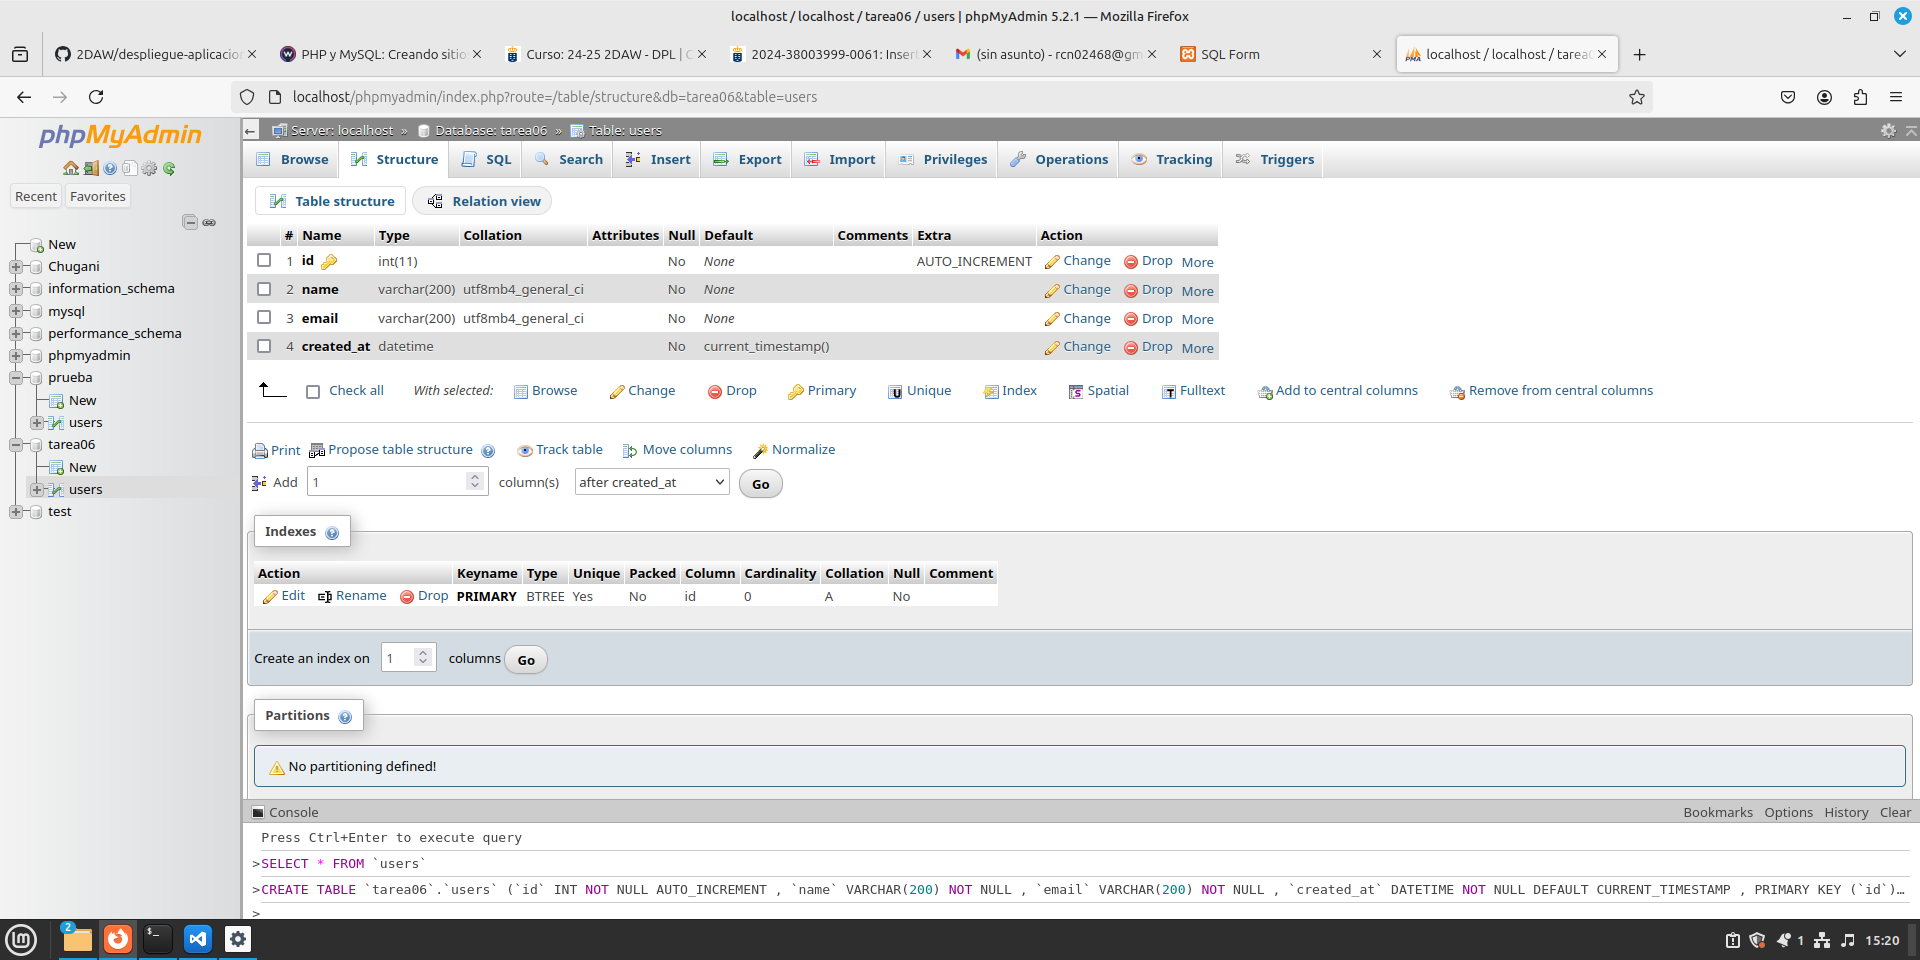 localhost / localhost / tarea06 / users | phpMyAdmin 5.2.1 — Mozilla Firefox
2DAW/despliegue-aplicacio
PHP y MySQL: Creando sitio
Curso: 24-25 2DAW - DPL | C
2024-38003999-0061: Insert
(sin asunto) - rcn02468@gm
SQL Form
localhost / localhost / tarea
localhost/phpmyadmin/index.php?route=/table/structure&db=tarea06&table=users
phpMyAdmin
Recent Favorites
New
Chugani
information_schema
mysql
performance_schema
phpmyadmin
prueba
New
users
tarea06
New
users
test
Server: localhost » Database: tarea06 » Table: users
Browse Structure SQL Search Insert Export Import Privileges Operations Tracking Triggers
Table structure Relation view
# Name Type Collation Attributes Null Default Comments Extra Action
1 id int(11) No None AUTO_INCREMENT Change Drop More
2 name varchar(200) utf8mb4_general_ci No None Change Drop More
3 email varchar(200) utf8mb4_general_ci No None Change Drop More
4 created_at datetime No current_timestamp() Change Drop More
Check all With selected: Browse Change Drop Primary Unique Index Spatial Fulltext Add to central columns Remove from central columns
Print Propose table structure Track table Move columns Normalize
Add 1 column(s) after created_at Go
Indexes
Action Keyname Type Unique Packed Column Cardinality Collation Null Comment
Edit Rename Drop PRIMARY BTREE Yes No id 0 A No
Create an index on 1 columns Go
Partitions
No partitioning defined!
Console Bookmarks Options History Clear
Press Ctrl+Enter to execute query
>SELECT * FROM `users`
>CREATE TABLE `tarea06`.`users` (`id` INT NOT NULL AUTO_INCREMENT , `name` VARCHAR(200) NOT NULL , `email` VARCHAR(200) NOT NULL , `created_at` DATETIME NOT NULL DEFAULT CURRENT_TIMESTAMP , PRIMARY KEY (`id`)…
>
2
1 15:20